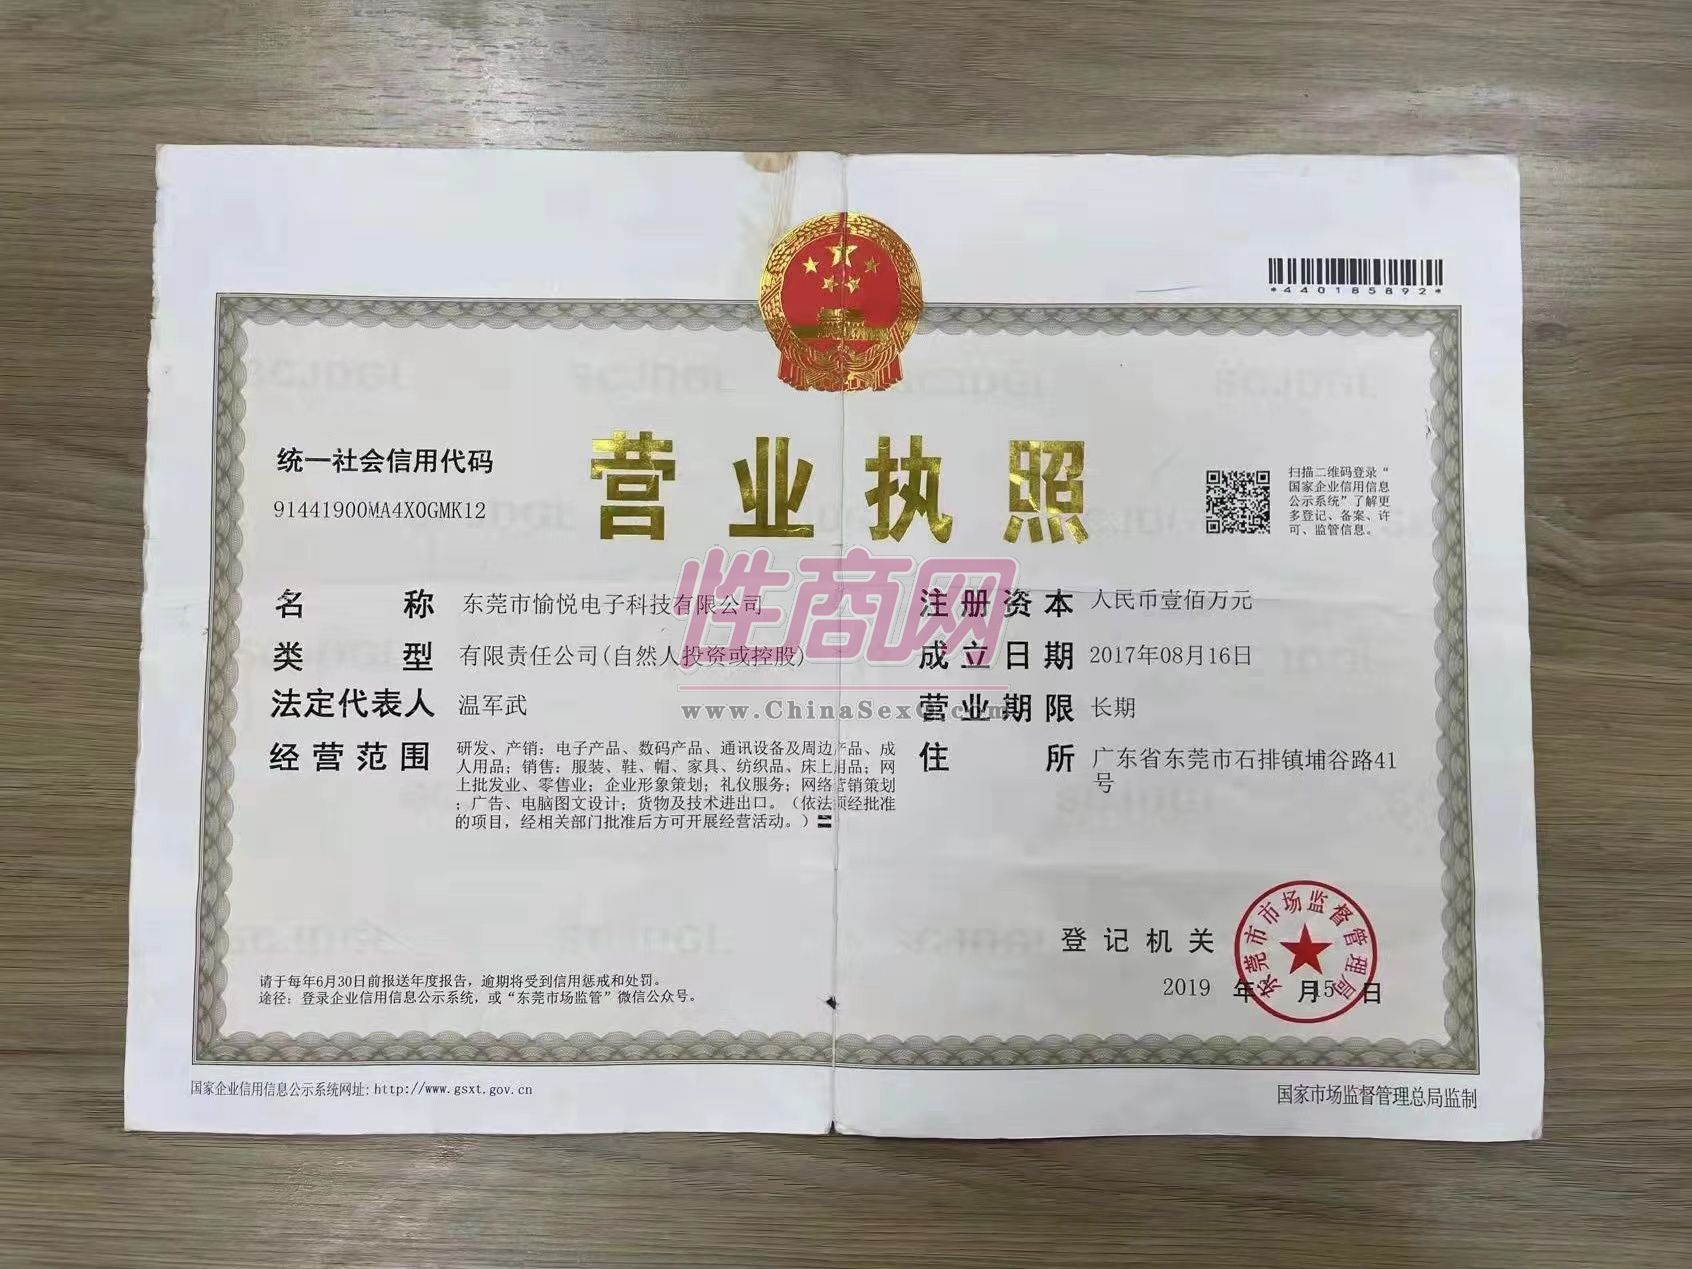 *440185892*
统一社会信用代码
91441900MA4X0GMK12
营业执照
扫描二维码登录“
国家企业信用信息
公示系统”了解更
多登记、备案、许
可、监管信息。
性商网
www.ChinaSexQ.com
名称 东莞市愉悦电子科技有限公司
类型 有限责任公司(自然人投资或控股)
法定代表人 温军武
经营范围 研发、产销：电子产品、数码产品、通讯设备及周边产品、成
人用品；销售：服装、鞋、帽、家具、纺织品、床上用品；网
上批发业、零售业；企业形象策划；礼仪服务；网络营销策划
；广告、电脑图文设计；货物及技术进出口。（依法须经批准
的项目，经相关部门批准后方可开展经营活动。）
注册资本 人民币壹佰万元
成立日期 2017年08月16日
营业期限 长期
住所 广东省东莞市石排镇埔谷路41
号
登记机关
东莞市市场监督管理局
2019 年 月15日
请于每年6月30日前报送年度报告，逾期将受到信用惩戒和处罚。
途径：登录企业信用信息公示系统，或“东莞市场监管”微信公众号。
国家企业信用信息公示系统网址：http://www.gsxt.gov.cn
国家市场监督管理总局监制
SCJDGL